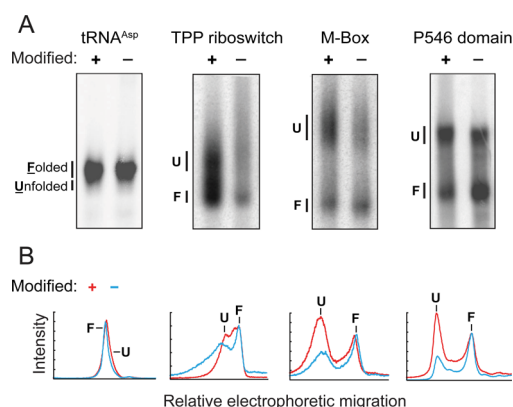 A
tRNAAsp TPP riboswitch M-Box P546 domain
Modified: + − + − + − + −
Folded
Unfolded
U
F
U
F
U
F
B
Modified: + −
Intensity
F
U
U
F
U
F
U
F
Relative electrophoretic migration